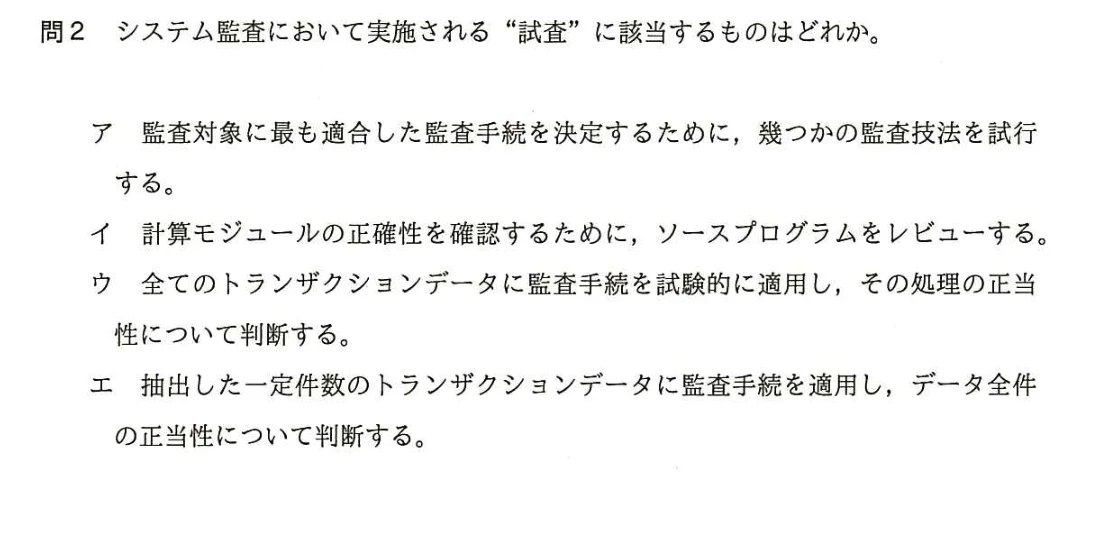 問2 システム監査において実施される“試査”に該当するものはどれか。
ア 監査対象に最も適合した監査手続を決定するために,幾つかの監査技法を試行
する。
イ 計算モジュールの正確性を確認するために,ソースプログラムをレビューする。
ウ 全てのトランザクションデータに監査手続を試験的に適用し,その処理の正当
性について判断する。
エ 抽出した一定件数のトランザクションデータに監査手続を適用し,データ全件
の正当性について判断する。